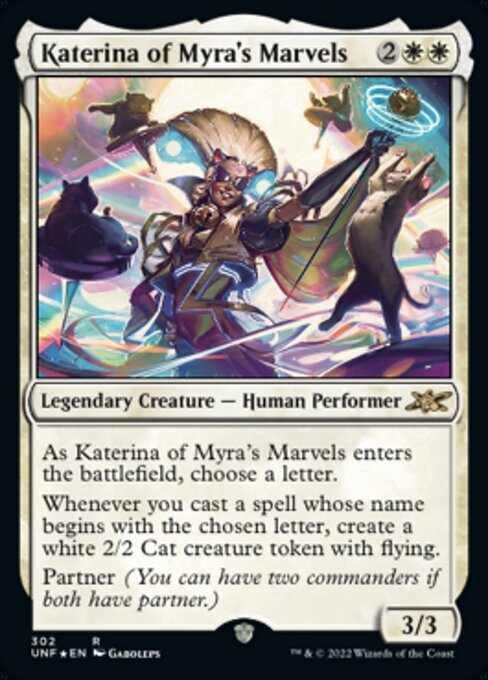 Katerina of Myra's Marvels 2
Legendary Creature — Human Performer
As Katerina of Myra's Marvels enters
the battlefield, choose a letter.
Whenever you cast a spell whose name
begins with the chosen letter, create a
white 2/2 Cat creature token with flying.
Partner (You can have two commanders if
both have partner.)
3/3
302 R
UNF★EN Gaboleps
™ & © 2022 Wizards of the Coast